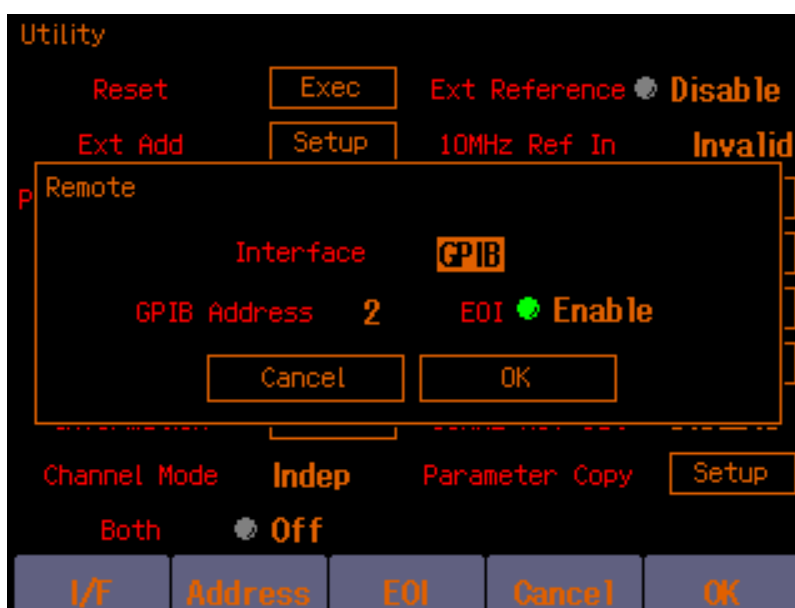 Utility
Reset Exec Ext Reference Disable
Ext Add Setup 10MHz Ref In Invalid
Remote
Interface GPIB
GPIB Address 2 EOI Enable
Cancel OK
Channel Mode Indep Parameter Copy Setup
Both Off
I/F Address EOI Cancel OK